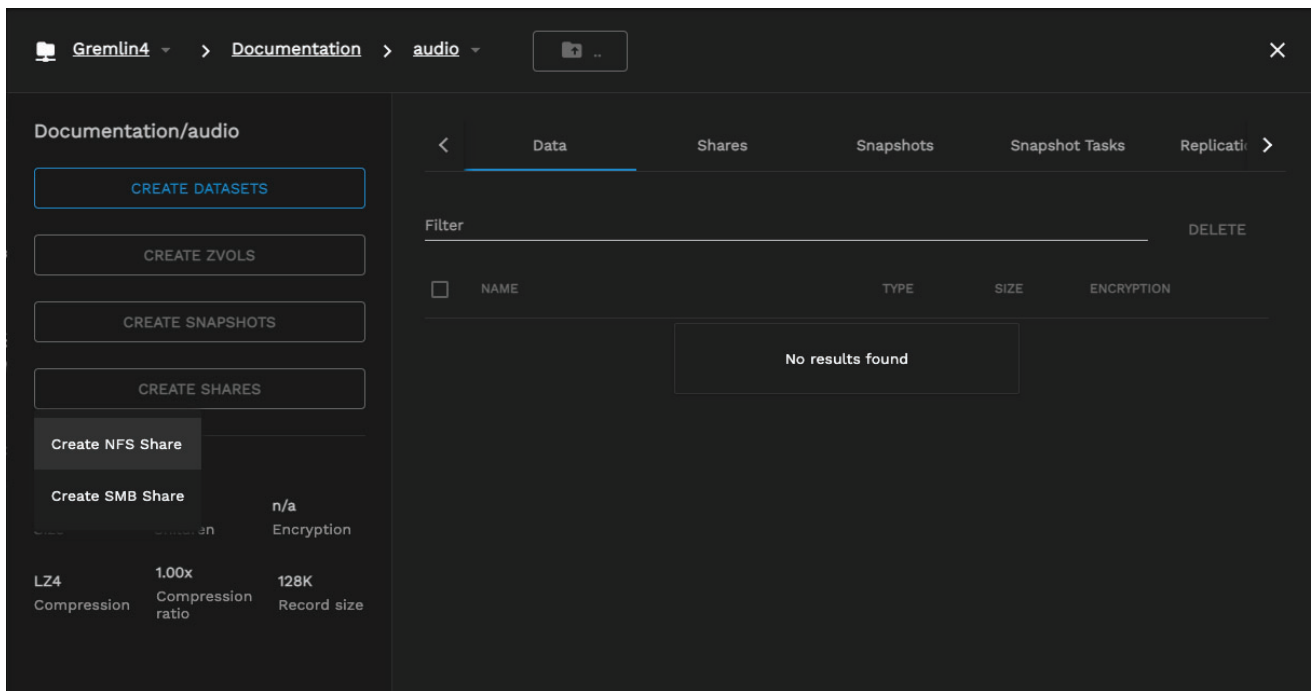 Gremlin4 > Documentation > audio ..
Documentation/audio
CREATE DATASETS
CREATE ZVOLS
CREATE SNAPSHOTS
CREATE SHARES
Create NFS Share
Create SMB Share
n/a
Encryption
LZ4
Compression
1.00x
Compression
ratio
128K
Record size
Data Shares Snapshots Snapshot Tasks Replicati
Filter
DELETE
NAME TYPE SIZE ENCRYPTION
No results found